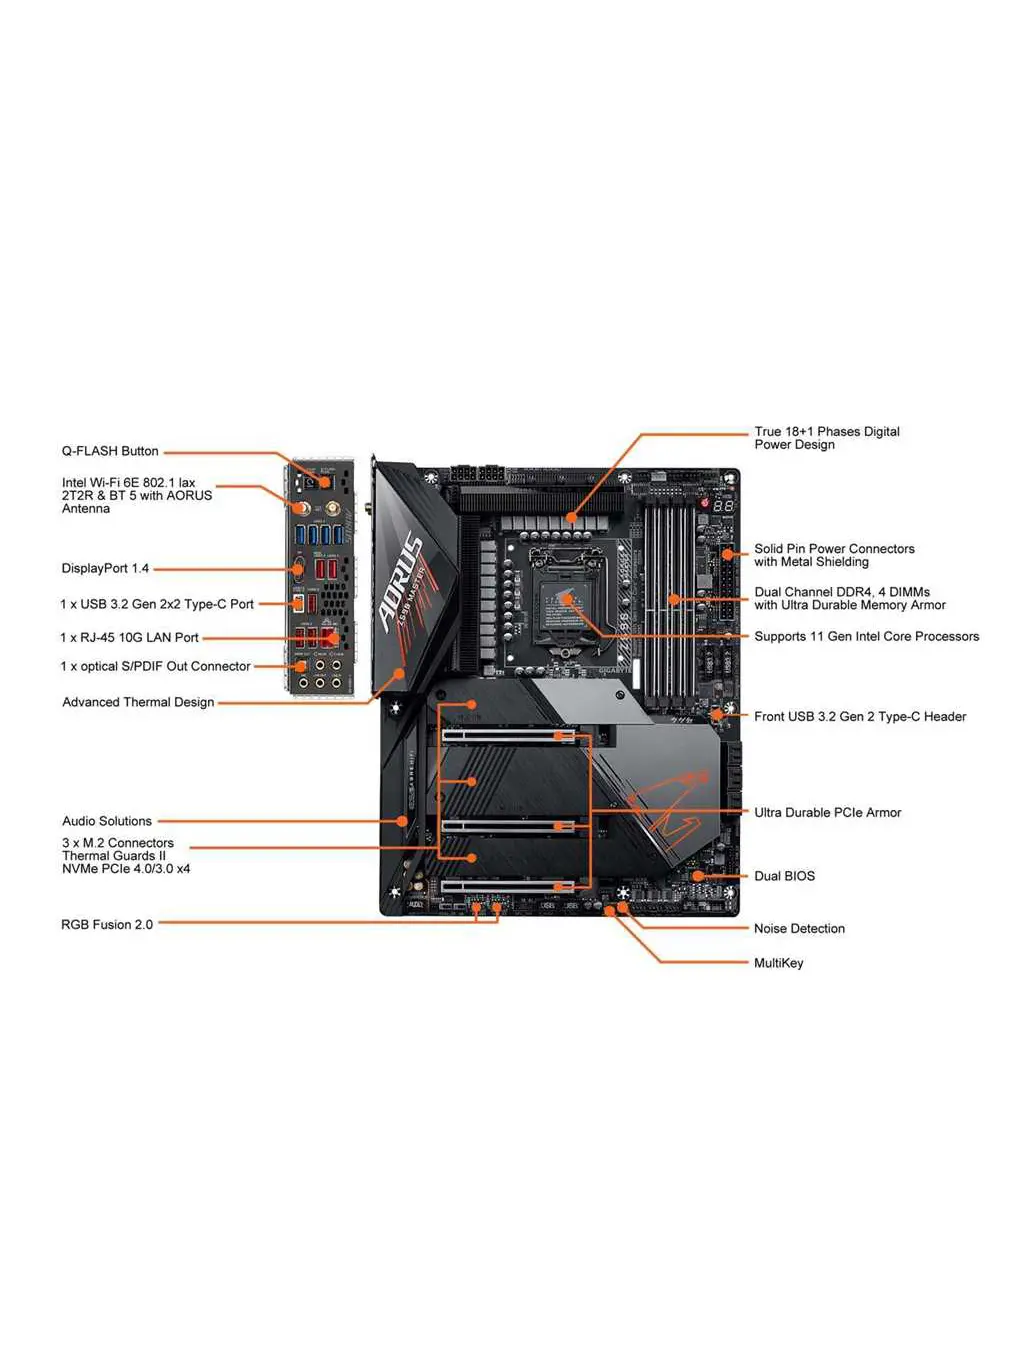 Q-FLASH Button
Intel Wi-Fi 6E 802.1 lax
2T2R & BT 5 with AORUS
Antenna
DisplayPort 1.4
1 x USB 3.2 Gen 2x2 Type-C Port
1 x RJ-45 10G LAN Port
1 x optical S/PDIF Out Connector
Advanced Thermal Design
Audio Solutions
3 x M.2 Connectors
Thermal Guards II
NVMe PCIe 4.0/3.0 x4
RGB Fusion 2.0
AORUS
Z590 MASTER
GIGABYTE
True 18+1 Phases Digital
Power Design
Solid Pin Power Connectors
with Metal Shielding
Dual Channel DDR4, 4 DIMMs
with Ultra Durable Memory Armor
Supports 11 Gen Intel Core Processors
Front USB 3.2 Gen 2 Type-C Header
Ultra Durable PCIe Armor
Dual BIOS
Noise Detection
MultiKey